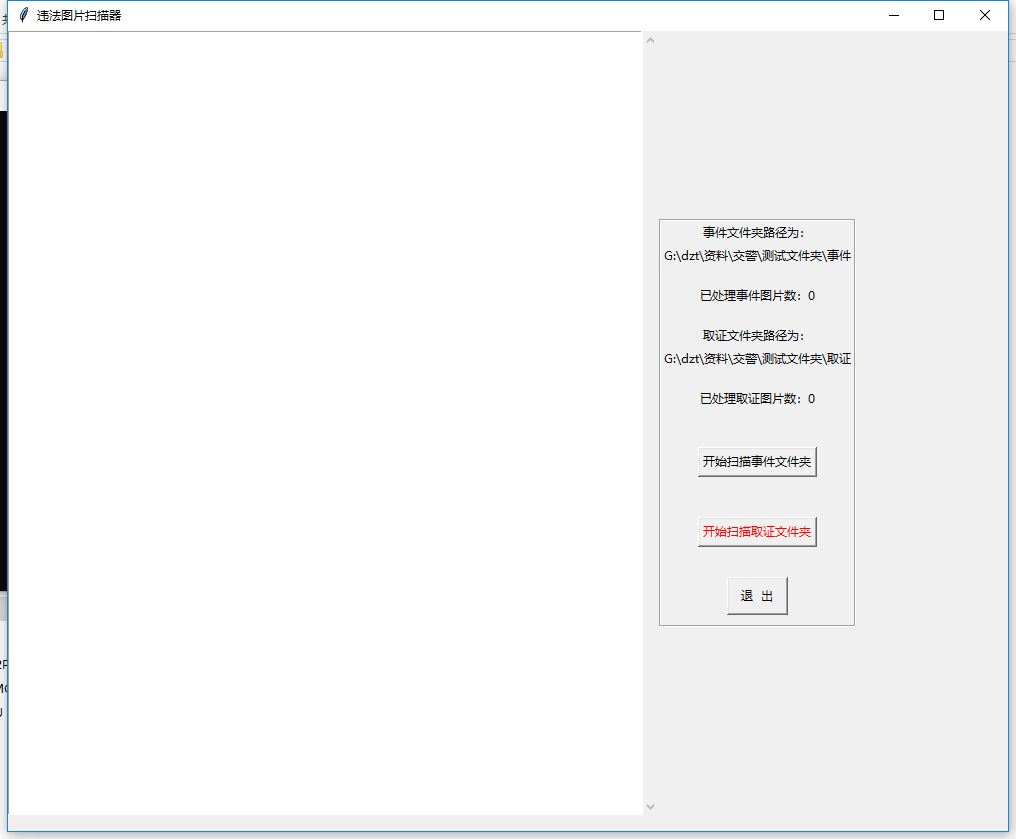 违法图片扫描器
事件文件夹路径为:
G:\dzt\资料\交警\测试文件夹\事件
已处理事件图片数: 0
取证文件夹路径为:
G:\dzt\资料\交警\测试文件夹\取证
已处理取证图片数: 0
开始扫描事件文件夹
开始扫描取证文件夹
退 出